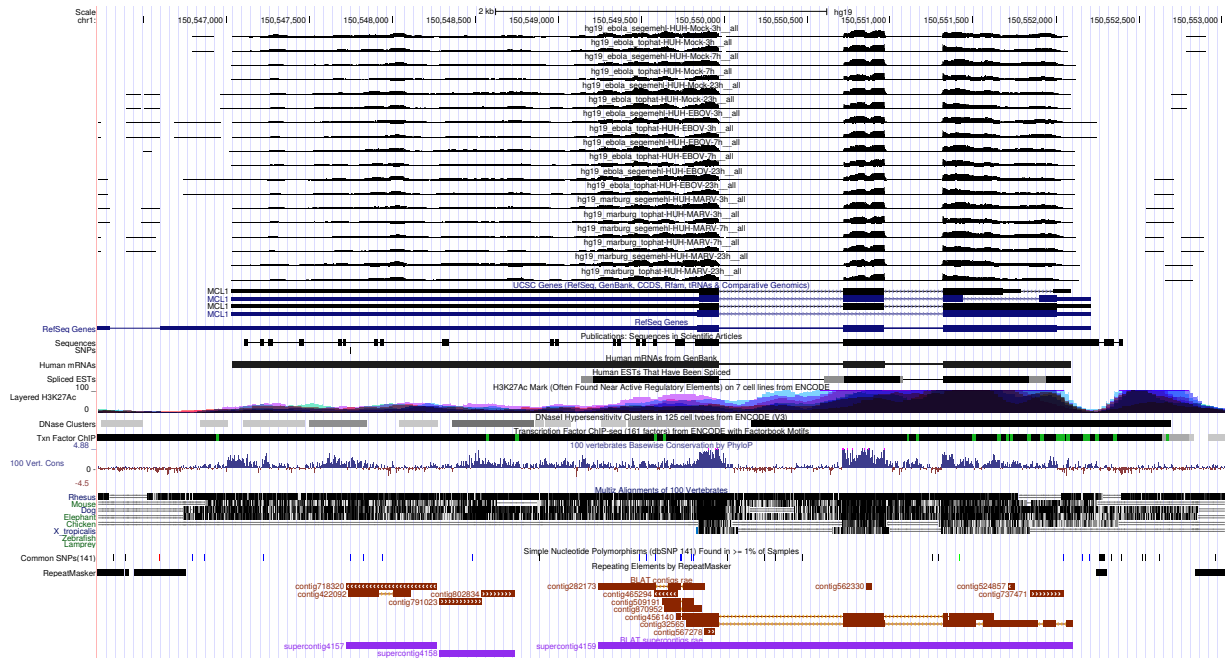 Scale 2 kb hg19
chr1: 150,547,000 150,547,500 150,548,000 150,548,500 150,549,000 150,549,500 150,550,000 150,550,500 150,551,000 150,551,500 150,552,000 150,552,500 150,553,000
hg19_ebola_segemehl-HUH-Mock-3h__all
hg19_ebola_tophat-HUH-Mock-3h__all
hg19_ebola_segemehl-HUH-Mock-7h__all
hg19_ebola_tophat-HUH-Mock-7h__all
hg19_ebola_segemehl-HUH-Mock-23h__all
hg19_ebola_tophat-HUH-Mock-23h__all
hg19_ebola_segemehl-HUH-EBOV-3h__all
hg19_ebola_tophat-HUH-EBOV-3h__all
hg19_ebola_segemehl-HUH-EBOV-7h__all
hg19_ebola_tophat-HUH-EBOV-7h__all
hg19_ebola_segemehl-HUH-EBOV-23h__all
hg19_ebola_tophat-HUH-EBOV-23h__all
hg19_marburg_segemehl-HUH-MARV-3h__all
hg19_marburg_tophat-HUH-MARV-3h__all
hg19_marburg_segemehl-HUH-MARV-7h__all
hg19_marburg_tophat-HUH-MARV-7h__all
hg19_marburg_segemehl-HUH-MARV-23h__all
hg19_marburg_tophat-HUH-MARV-23h__all
UCSC Genes (RefSeq, GenBank, CCDS, Rfam, tRNAs & Comparative Genomics)
MCL1
MCL1
MCL1
MCL1
RefSeq Genes
RefSeq Genes
Publications: Sequences in Scientific Articles
Sequences
SNPs
Human mRNAs from GenBank
Human mRNAs
Human ESTs That Have Been Spliced
Spliced ESTs
H3K27Ac Mark (Often Found Near Active Regulatory Elements) on 7 cell lines from ENCODE
100
Layered H3K27Ac
0
DNaseI Hypersensitivity Clusters in 125 cell types from ENCODE (V3)
DNase Clusters
Transcription Factor ChIP-seq (161 factors) from ENCODE with Factorbook Motifs
Txn Factor ChIP
100 vertebrates Basewise Conservation by PhyloP
4.88
100 Vert. Cons
0
-4.5
Multiz Alignments of 100 Vertebrates
Rhesus
Mouse
Dog
Elephant
Chicken
X_tropicalis
Zebrafish
Lamprey
Simple Nucleotide Polymorphisms (dbSNP 141) Found in >= 1% of Samples
Common SNPs(141)
Repeating Elements by RepeatMasker
RepeatMasker
BLAT contigs rae
contig718320 contig282173 contig562330 contig524857
contig422092 contig802834 contig465294 contig737471
contig791023 contig509191
contig870952
contig456140
contig32565
contig567278
BLAT supercontigs rae
supercontig4157 supercontig4159
supercontig4158